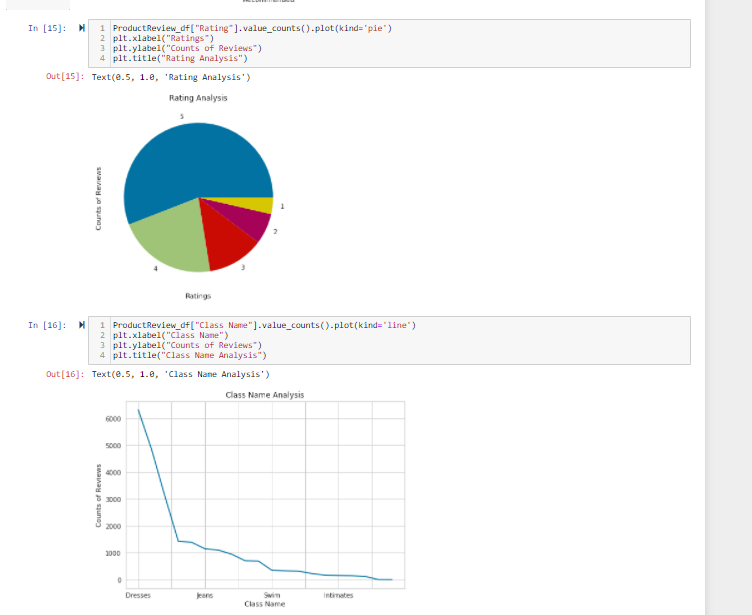 In [15]:
1 ProductReview_df["Rating"].value_counts().plot(kind='pie')
2 plt.xlabel("Ratings")
3 plt.ylabel("Counts of Reviews")
4 plt.title("Rating Analysis")
Out[15]: Text(0.5, 1.0, 'Rating Analysis')
Rating Analysis
5
1
2
3
4
Counts of Reviews
Ratings
In [16]:
1 ProductReview_df["Class Name"].value_counts().plot(kind='line')
2 plt.xlabel("Class Name")
3 plt.ylabel("Counts of Reviews")
4 plt.title("Class Name Analysis")
Out[16]: Text(0.5, 1.0, 'Class Name Analysis')
Class Name Analysis
6000
5000
4000
3000
2000
1000
0
Counts of Reviews
Dresses Jeans Swim Intimates
Class Name